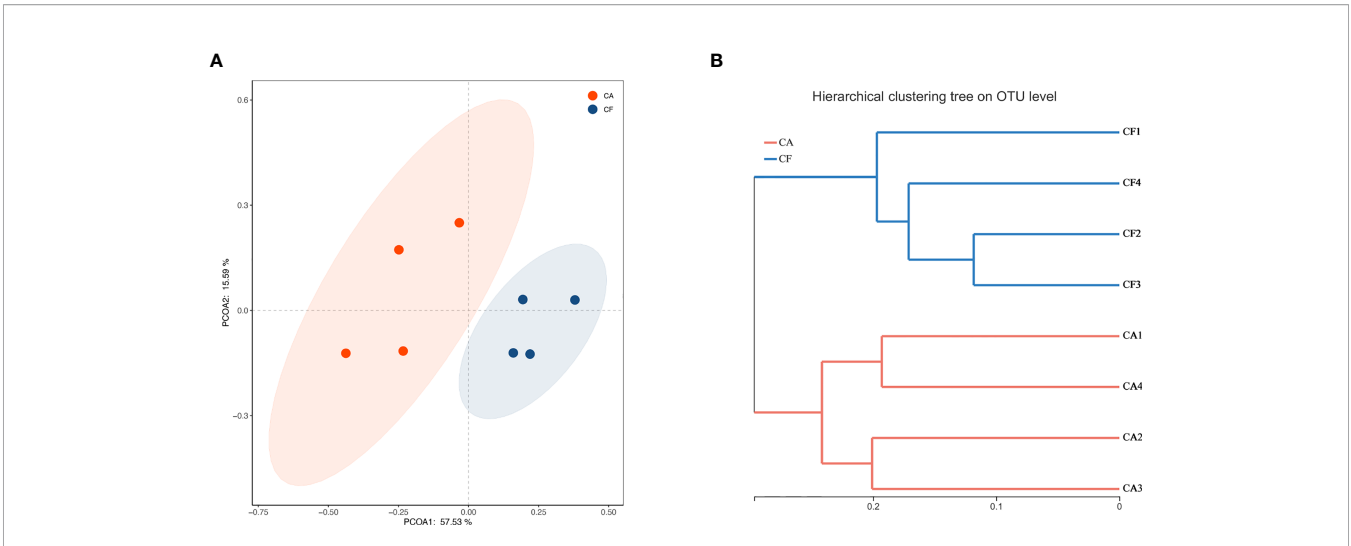 A
CA
CF
0.6
0.3
0.0
−0.3
PCOA2: 15.59 %
−0.75
−0.50
−0.25
0.00
0.25
0.50
PCOA1: 57.53 %
B
Hierarchical clustering tree on OTU level
CA
CF
CF1
CF4
CF2
CF3
CA1
CA4
CA2
CA3
0.2
0.1
0